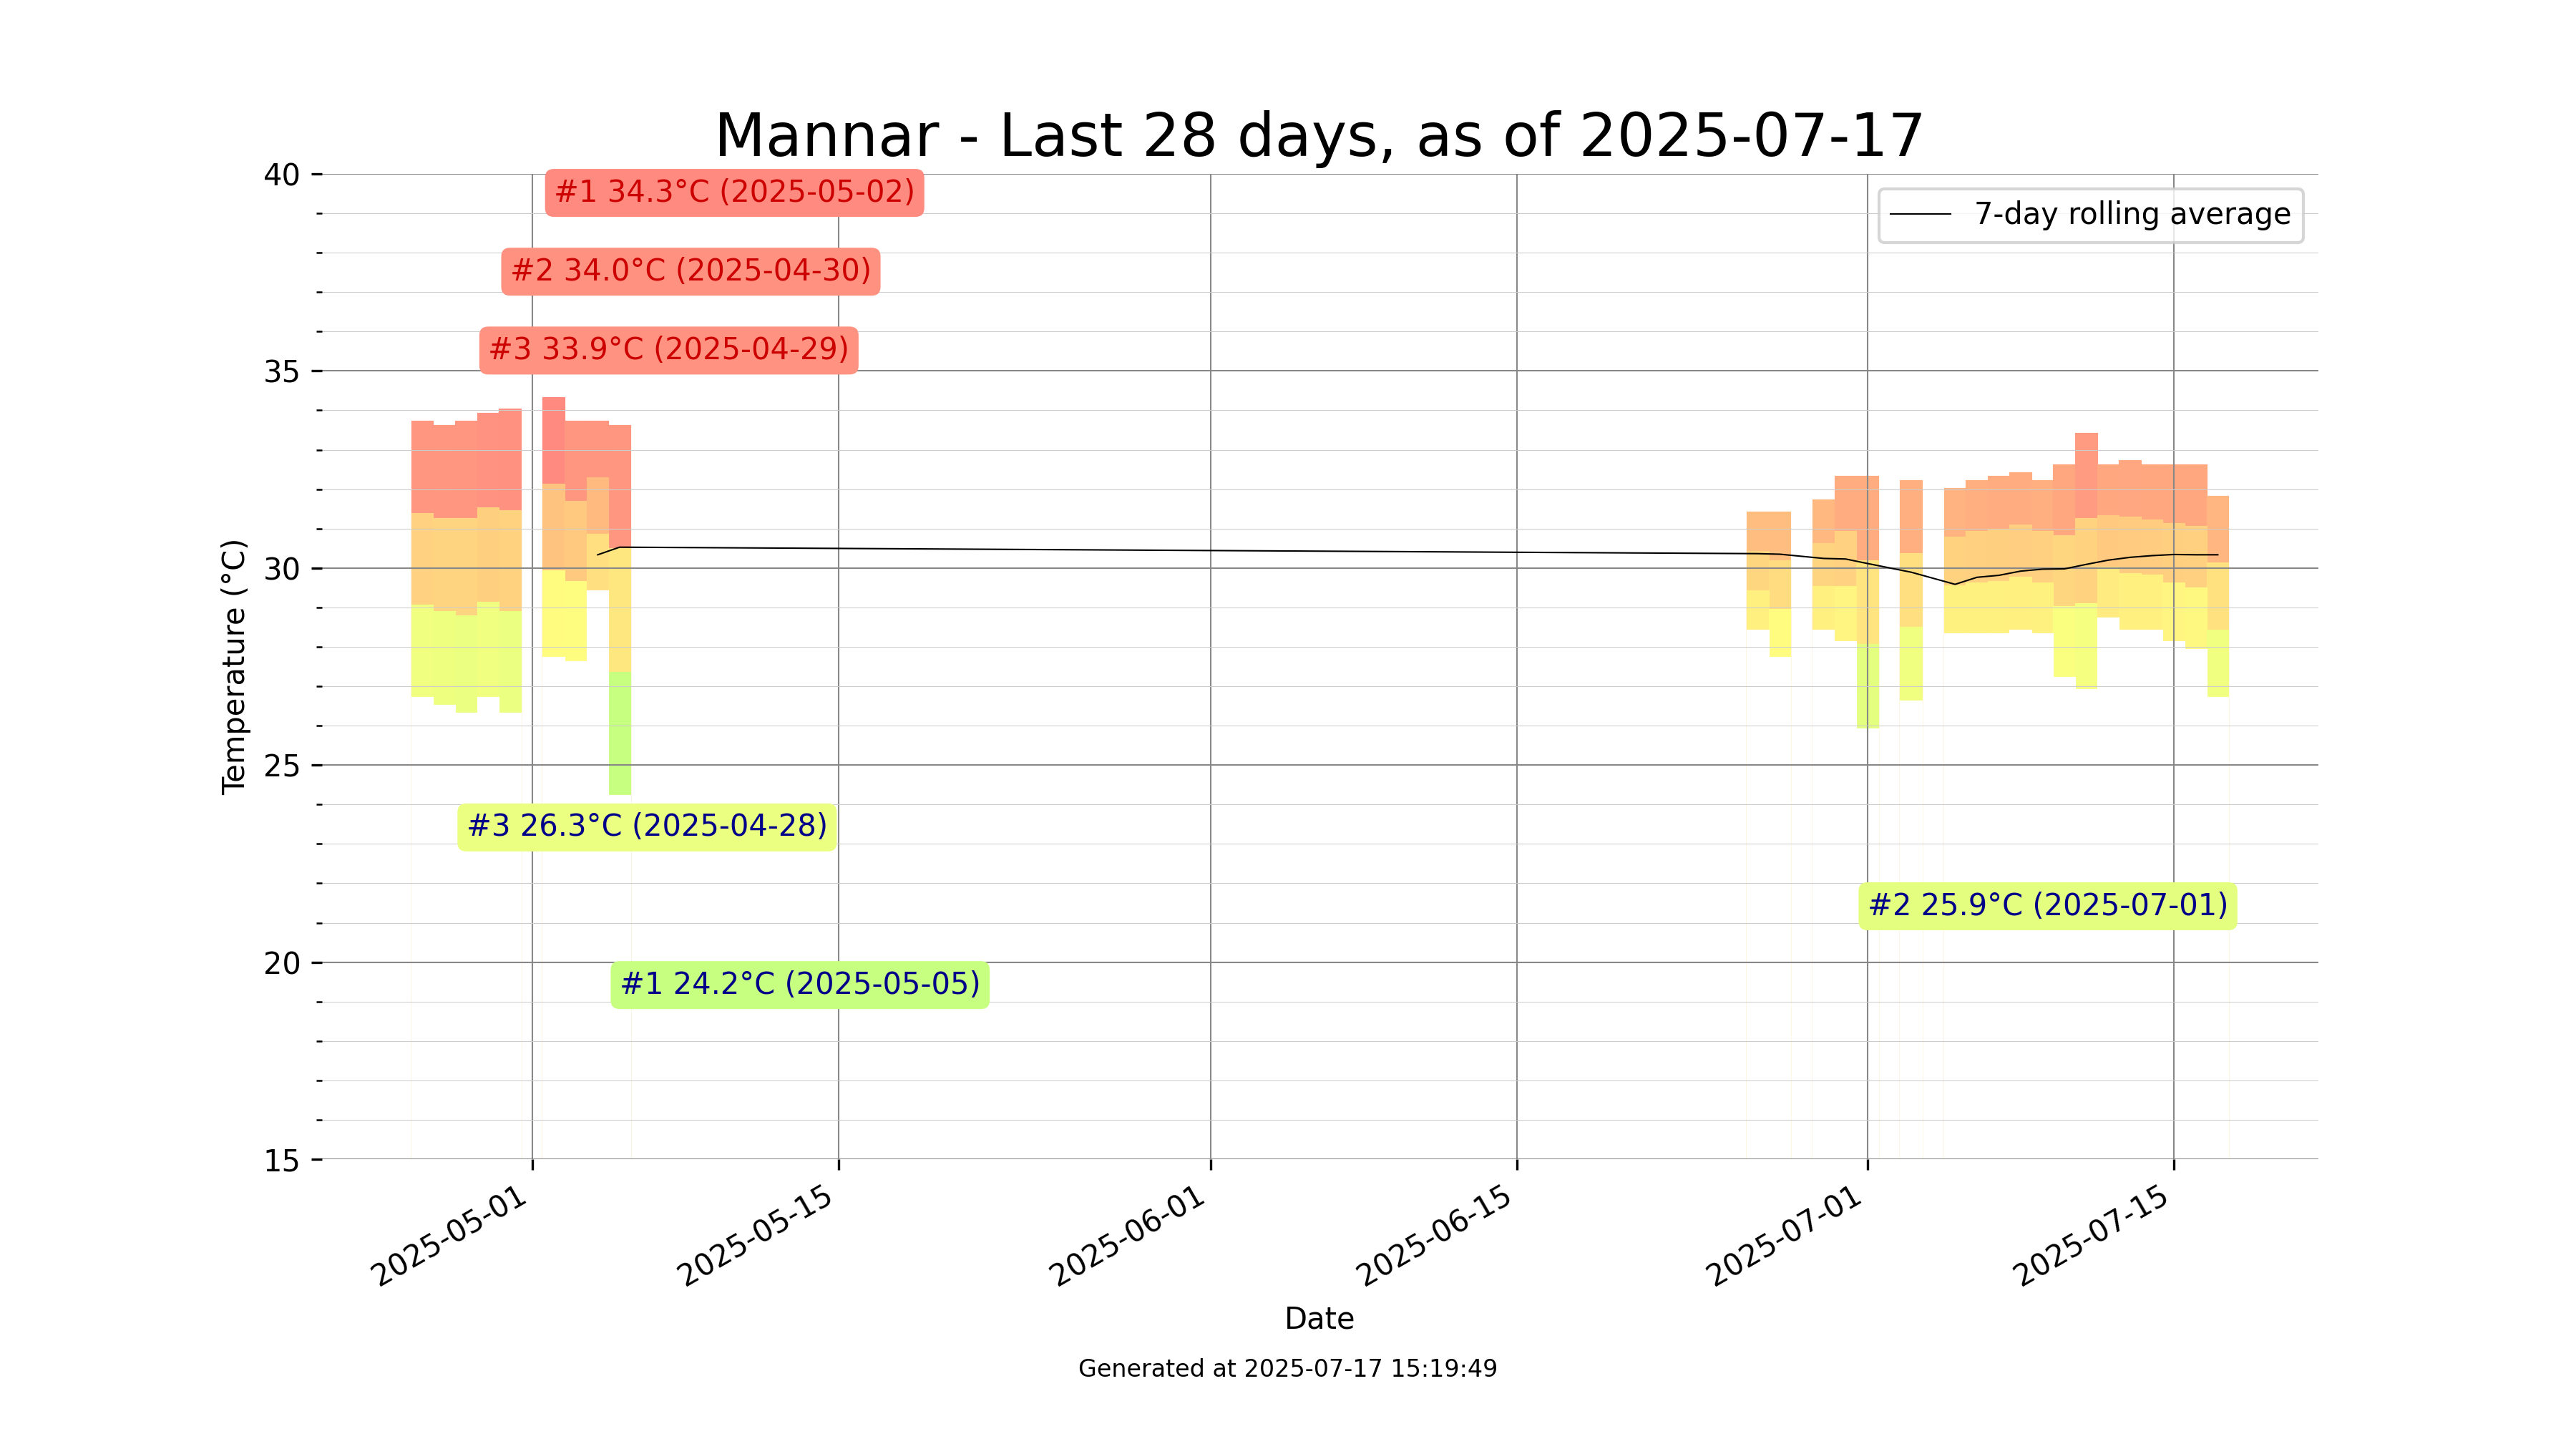 Mannar - Last 28 days, as of 2025-07-17
7-day rolling average
#1 34.3°C (2025-05-02)
#2 34.0°C (2025-04-30)
#3 33.9°C (2025-04-29)
40
35
30
25
20
15
Temperature (°C)
#3 26.3°C (2025-04-28)
#2 25.9°C (2025-07-01)
#1 24.2°C (2025-05-05)
2025-05-01
2025-05-15
2025-06-01
2025-06-15
2025-07-01
2025-07-15
Date
Generated at 2025-07-17 15:19:49